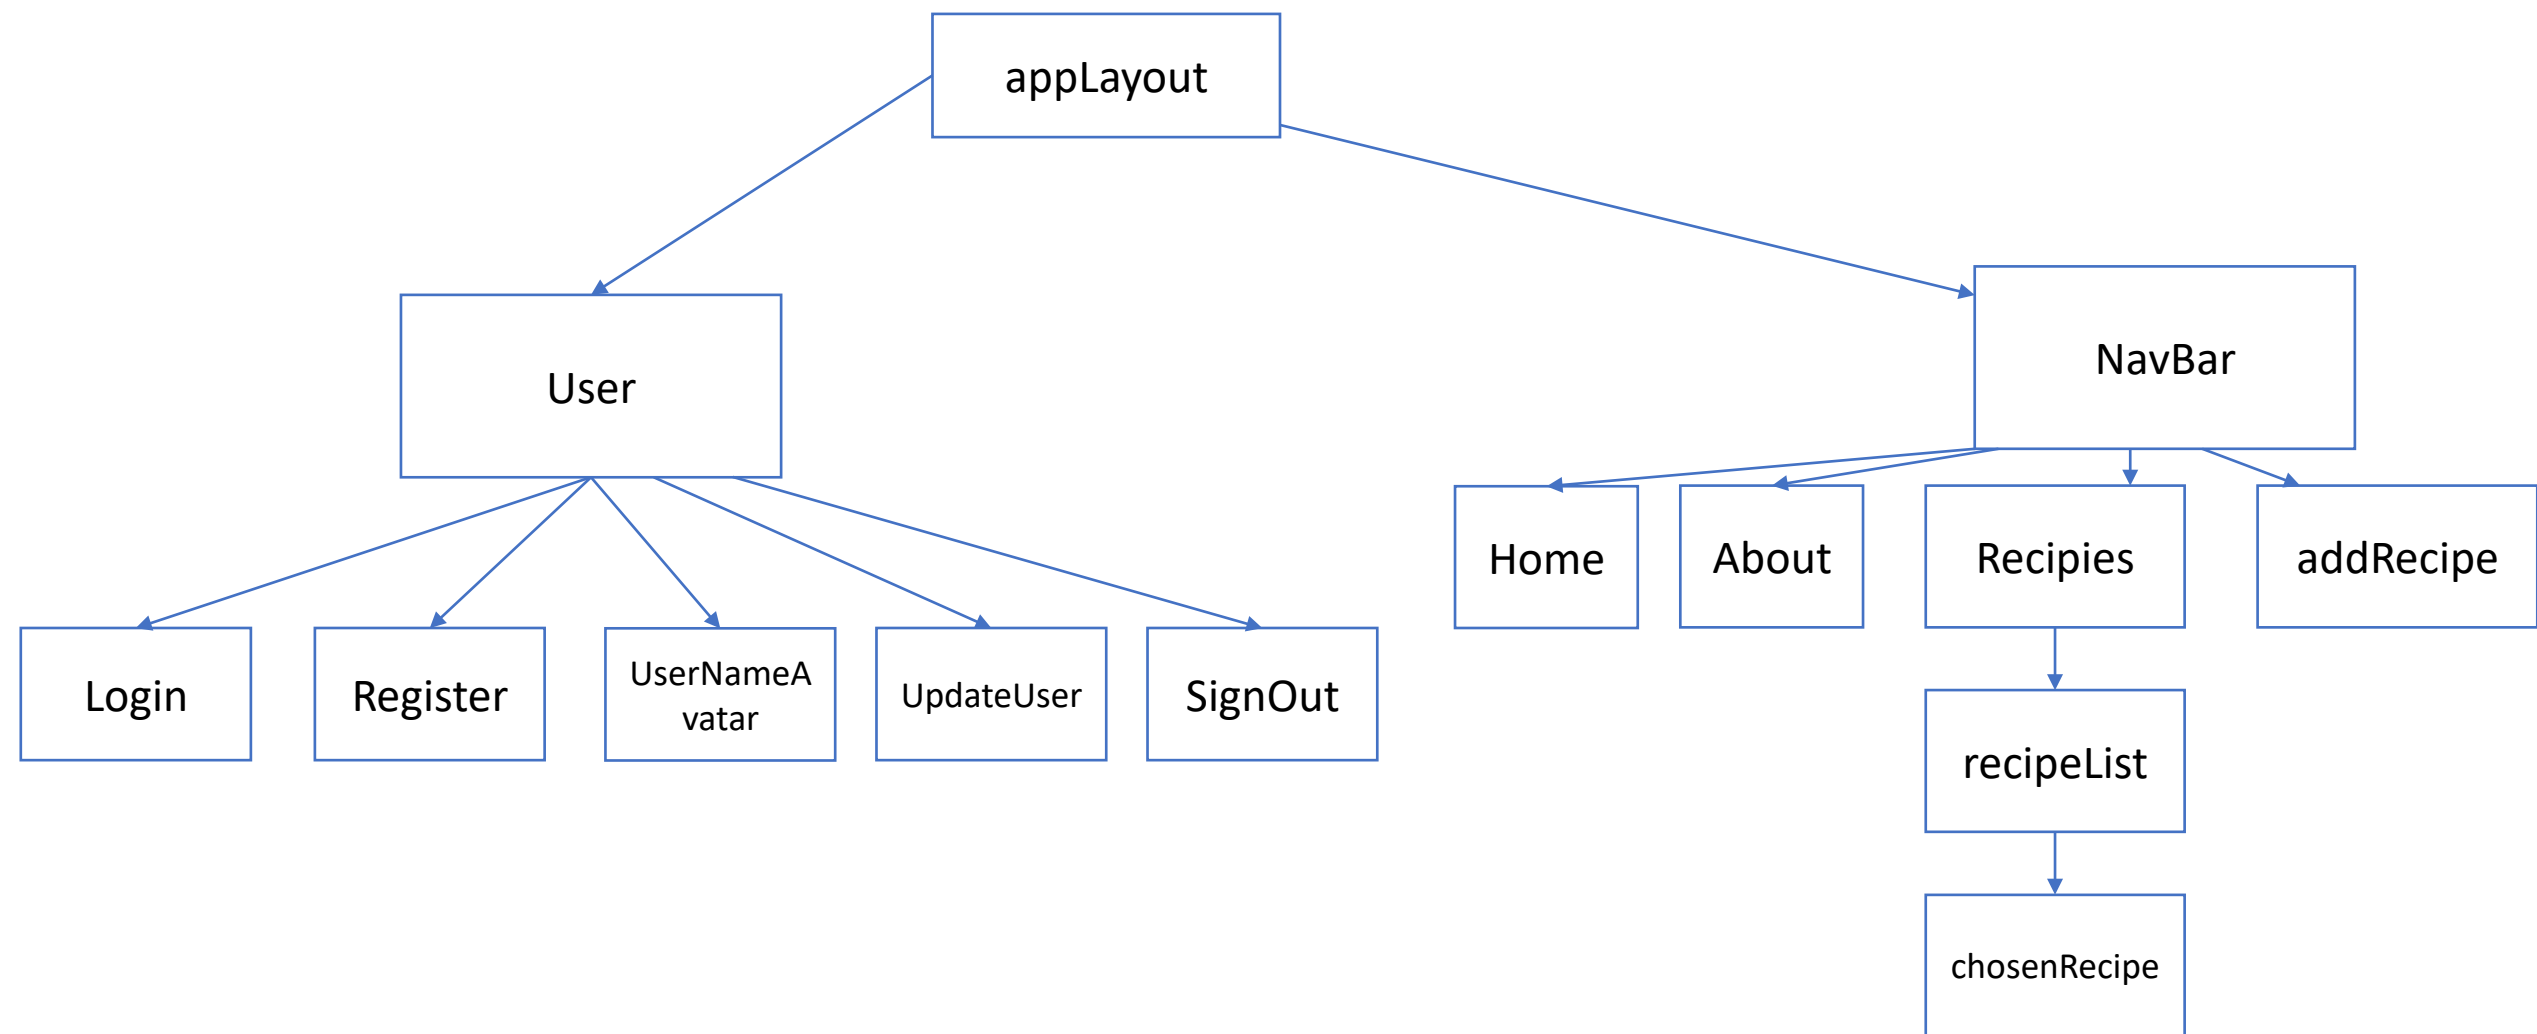 appLayout
User
NavBar
Home
About
Recipies
addRecipe
Login
Register
UserNameA
vatar
UpdateUser
SignOut
recipeList
chosenRecipe